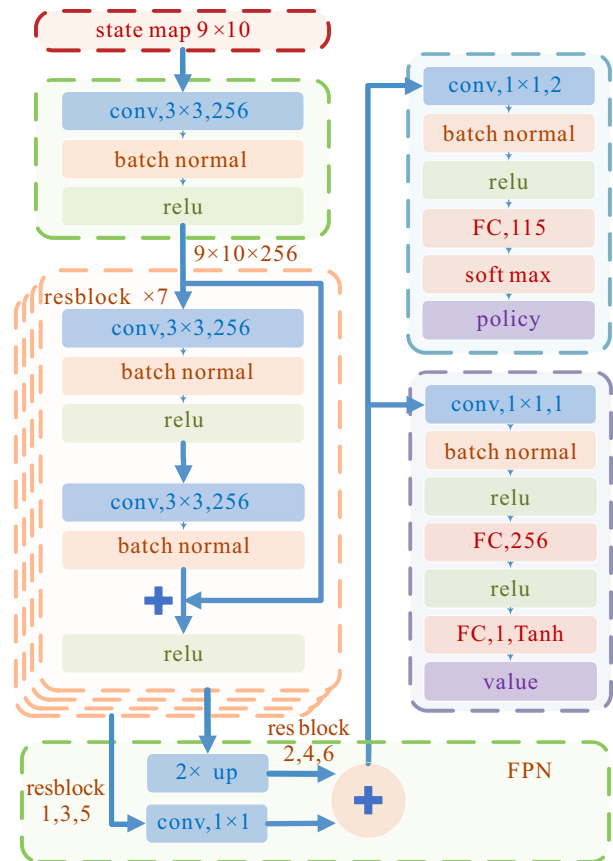 state map 9×10
conv,3×3,256
batch normal
relu
9×10×256
resblock ×7
conv,3×3,256
batch normal
relu
conv,3×3,256
batch normal
+
relu
resblock
1,3,5
2× up
conv,1×1
resblock
2,4,6
+
FPN
conv,1×1,2
batch normal
relu
FC,115
soft max
policy
conv,1×1,1
batch normal
relu
FC,256
relu
FC,1,Tanh
value